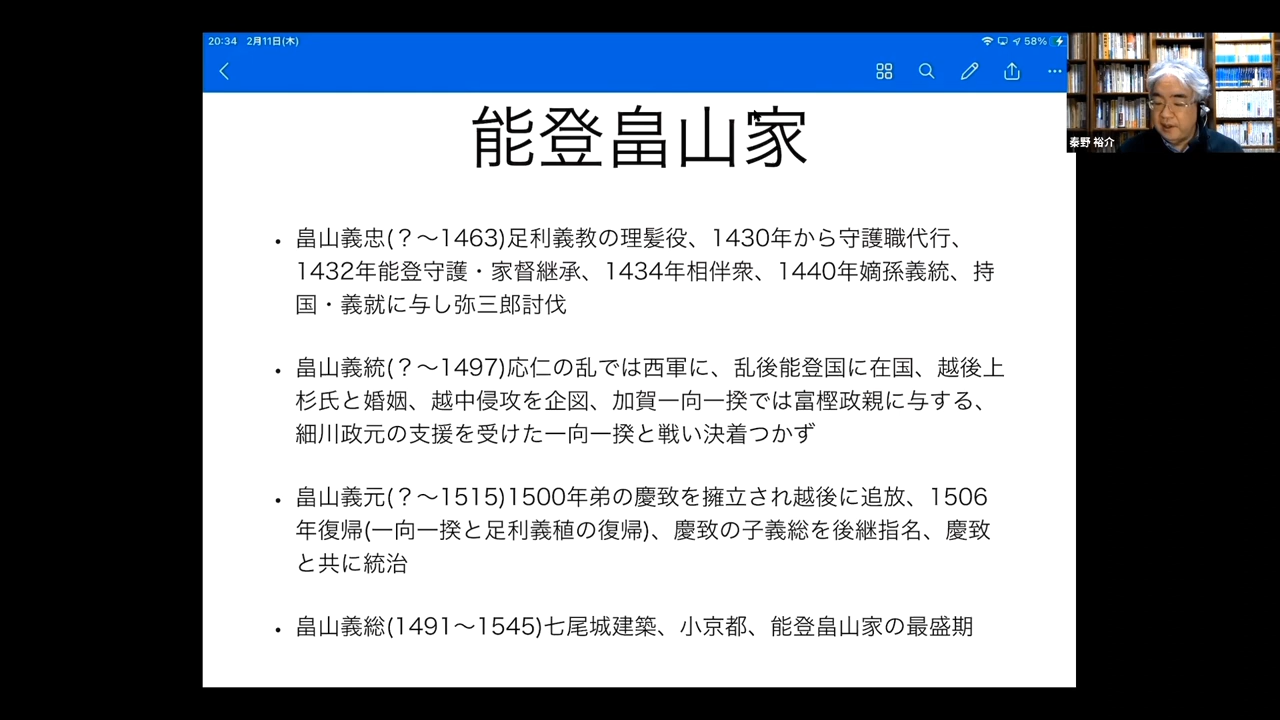 20:34 2月11日(木)
58%
能登畠山家
秦野 裕介
• 畠山義忠(？〜1463)足利義教の理髪役、1430年から守護職代行、
1432年能登守護・家督継承、1434年相伴衆、1440年嫡孫義統、持
国・義就に与し弥三郎討伐
• 畠山義統(？〜1497)応仁の乱では西軍に、乱後能登国に在国、越後上
杉氏と婚姻、越中侵攻を企図、加賀一向一揆では富樫政親に与する、
細川政元の支援を受けた一向一揆と戦い決着つかず
• 畠山義元(？〜1515)1500年弟の慶致を擁立され越後に追放、1506
年復帰(一向一揆と足利義稙の復帰)、慶致の子義総を後継指名、慶致
と共に統治
• 畠山義総(1491〜1545)七尾城建築、小京都、能登畠山家の最盛期